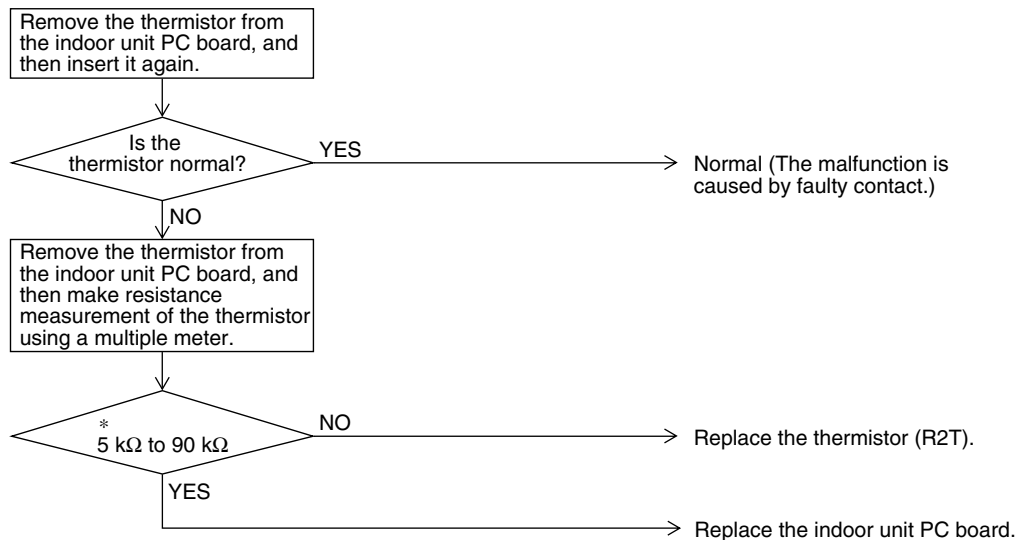 Remove the thermistor from
the indoor unit PC board, and
then insert it again.
Is the
thermistor normal?
YES
Normal (The malfunction is
caused by faulty contact.)
NO
Remove the thermistor from
the indoor unit PC board, and
then make resistance
measurement of the thermistor
using a multiple meter.
*
5 kΩ to 90 kΩ
NO
Replace the thermistor (R2T).
YES
Replace the indoor unit PC board.